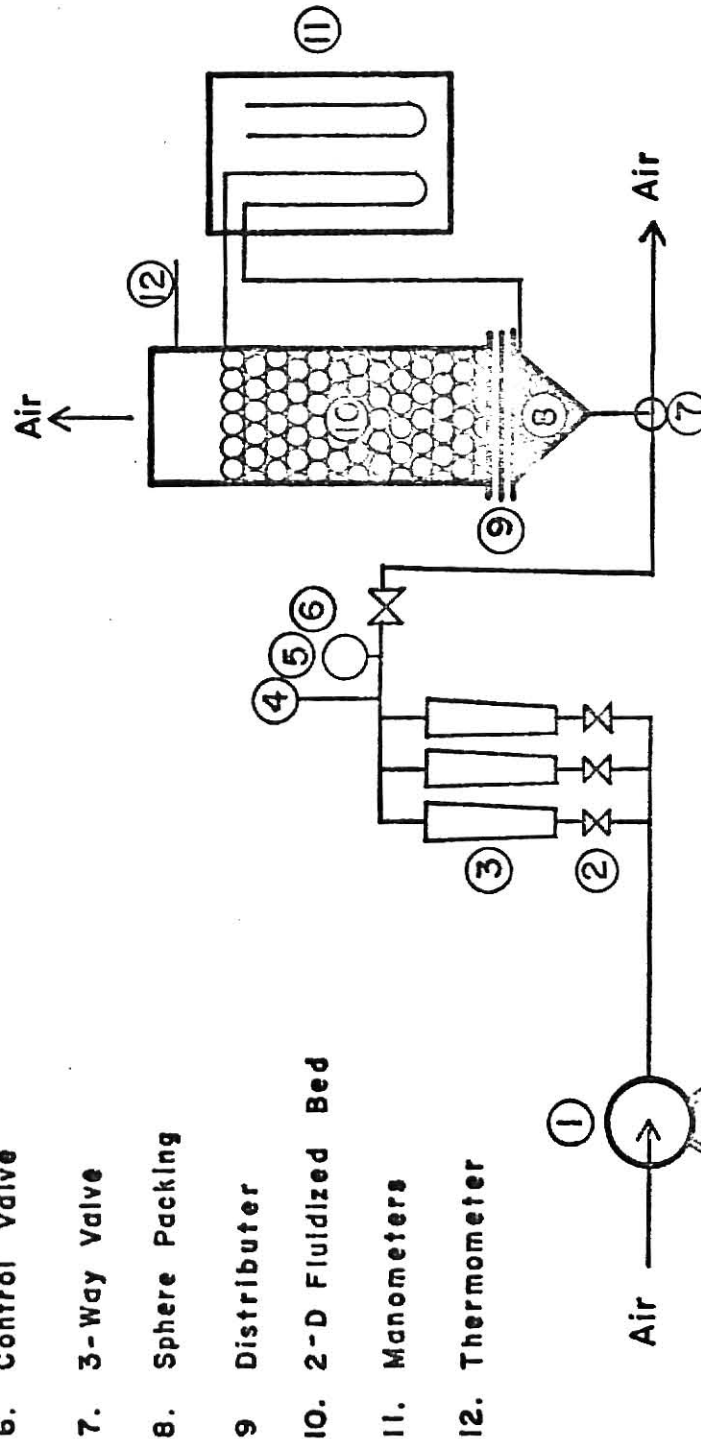 6. Control Valve
7. 3-Way Valve
8. Sphere Packing
9 Distributer
10. 2-D Fluidized Bed
11. Manometers
12. Thermometer
Air
1
2
3
4
5
6
Air
12
10
9
8
7
Air
11